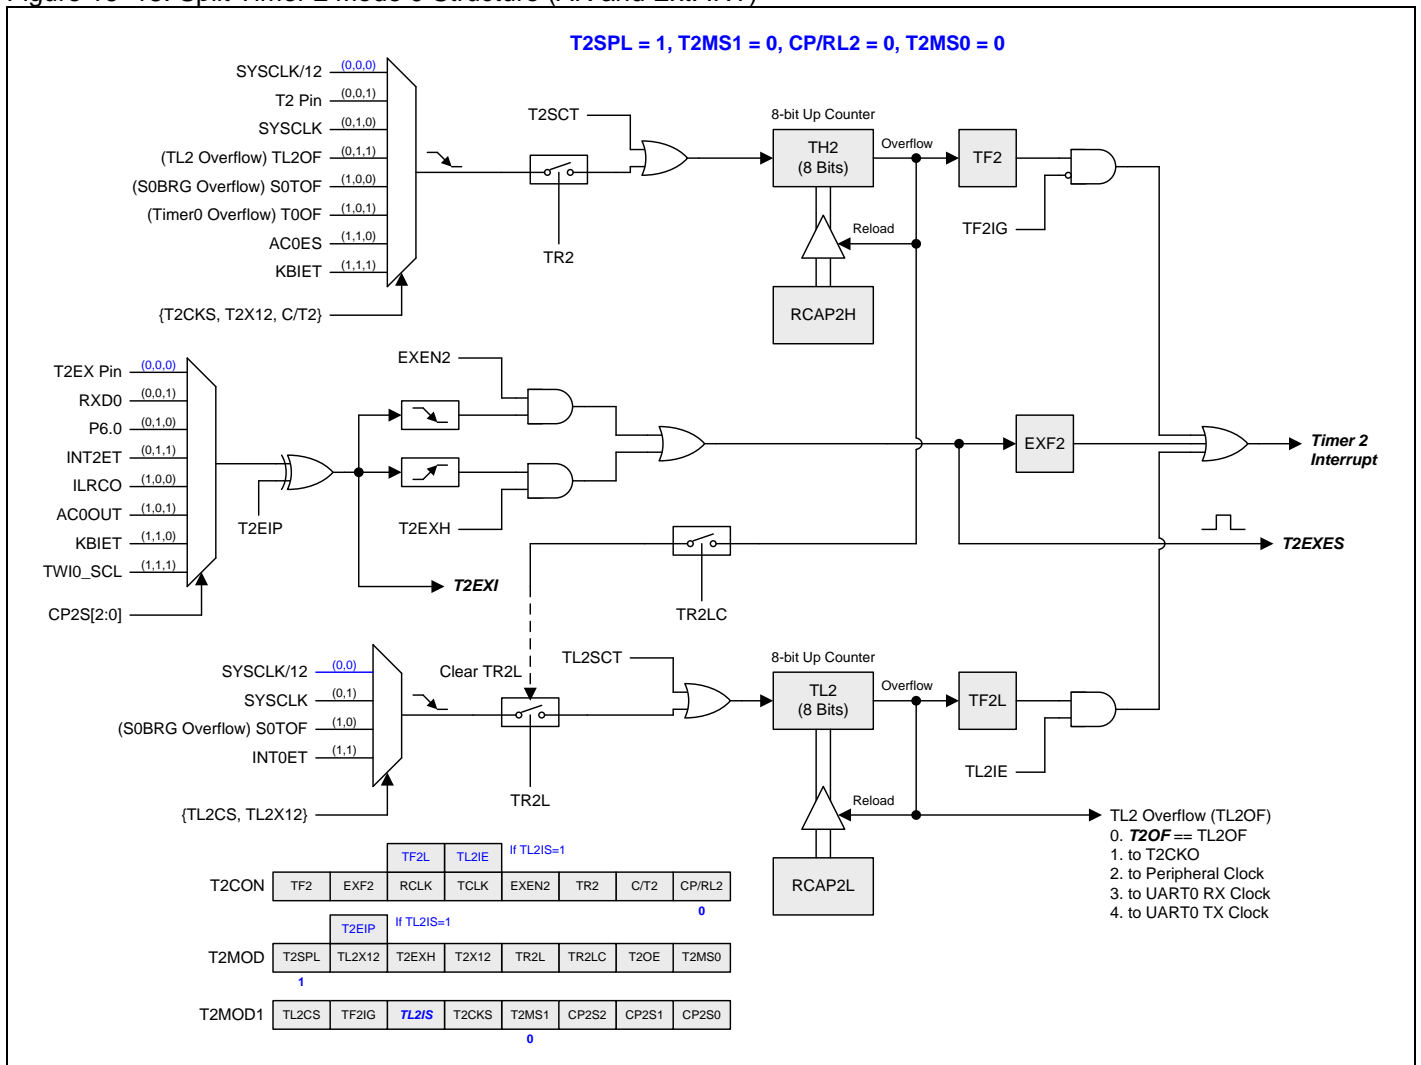 T2SPL = 1, T2MS1 = 0, CP/RL2 = 0, T2MS0 = 0
SYSCLK/12 (0,0,0)
T2 Pin (0,0,1)
SYSCLK (0,1,0)
(TL2 Overflow) TL2OF (0,1,1)
(S0BRG Overflow) S0TOF (1,0,0)
(Timer0 Overflow) T0OF (1,0,1)
AC0ES (1,1,0)
KBIET (1,1,1)
{T2CKS, T2X12, C/T2}
T2SCT
TR2
8-bit Up Counter
TH2
(8 Bits)
Overflow
TF2
TF2IG
Reload
RCAP2H
T2EX Pin (0,0,0)
RXD0 (0,0,1)
P6.0 (0,1,0)
INT2ET (0,1,1)
ILRCO (1,0,0)
AC0OUT (1,0,1)
KBIET (1,1,0)
TWI0_SCL (1,1,1)
CP2S[2:0]
T2EIP
EXEN2
T2EXH
T2EXI
EXF2
Timer 2
Interrupt
T2EXES
TR2LC
SYSCLK/12 (0,0)
SYSCLK (0,1)
(S0BRG Overflow) S0TOF (1,0)
INT0ET (1,1)
{TL2CS, TL2X12}
Clear TR2L
TR2L
TL2SCT
8-bit Up Counter
TL2
(8 Bits)
Overflow
TF2L
TL2IE
Reload
RCAP2L
TL2 Overflow (TL2OF)
0. T2OF == TL2OF
1. to T2CKO
2. to Peripheral Clock
3. to UART0 RX Clock
4. to UART0 TX Clock
TF2L TL2IE If TL2IS=1
T2CON TF2 EXF2 RCLK TCLK EXEN2 TR2 C/T2 CP/RL2
0
T2EIP If TL2IS=1
T2MOD T2SPL TL2X12 T2EXH T2X12 TR2L TR2LC T2OE T2MS0
1
T2MOD1 TL2CS TF2IG TL2IS T2CKS T2MS1 CP2S2 CP2S1 CP2S0
0